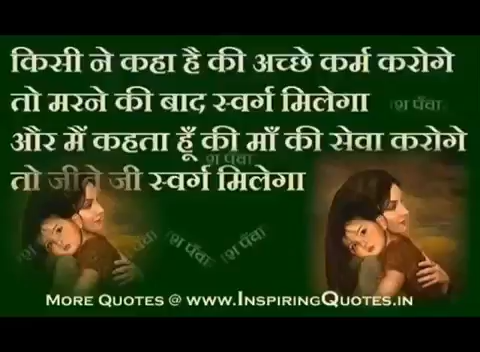 किसी ने कहा है की अच्छे कर्म करोगे
तो मरने की बाद स्वर्ग मिलेगा
और मैं कहता हूँ की माँ की सेवा करोगे
तो जीते जी स्वर्ग मिलेगा
MORE QUOTES @ WWW.INSPIRINGQUOTES.IN